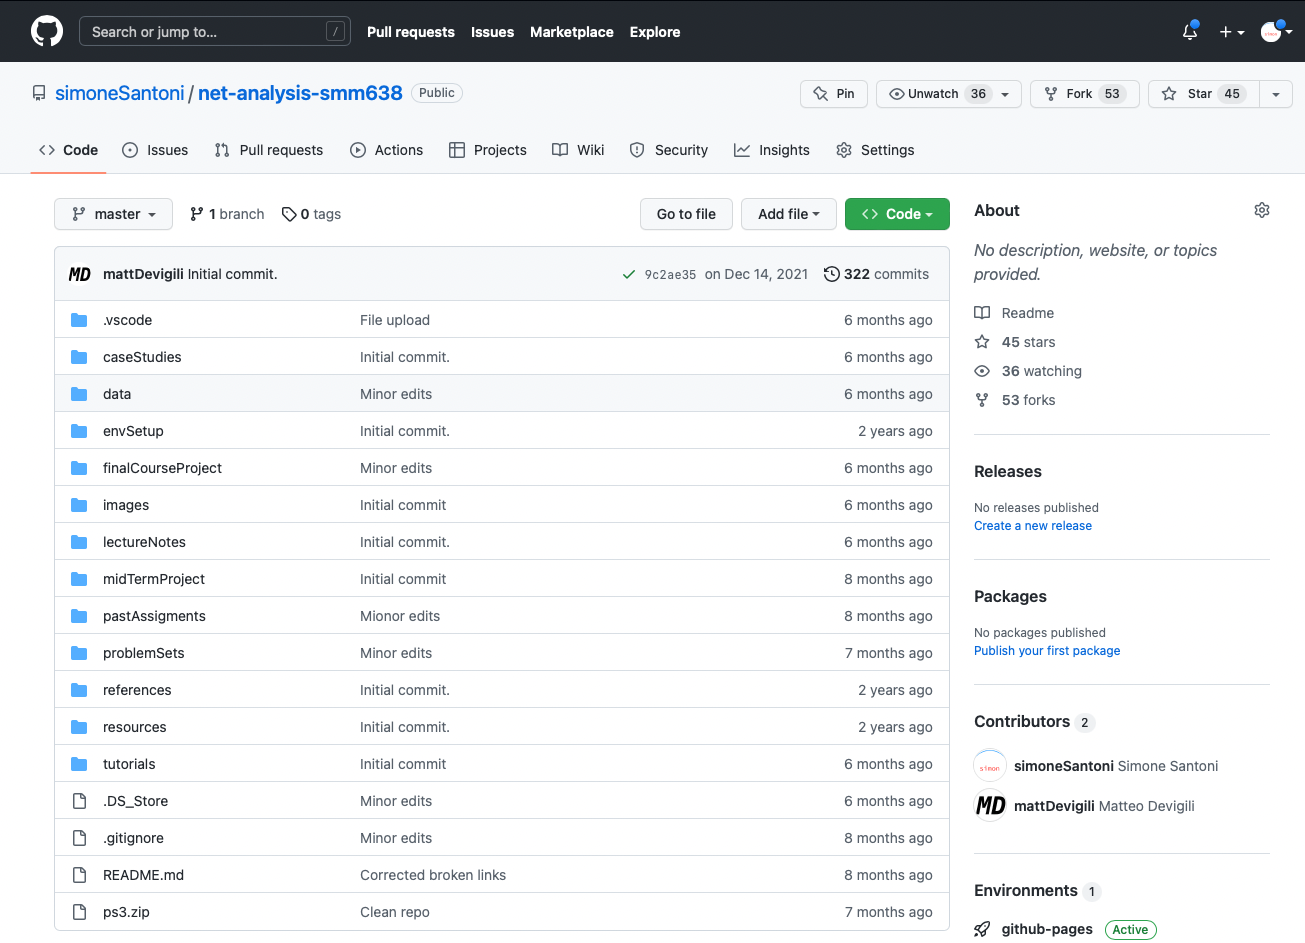 Search or jump to... /
Pull requests Issues Marketplace Explore
simoneSantoni / net-analysis-smm638 Public
Pin Unwatch 36 Fork 53 Star 45
Code Issues Pull requests Actions Projects Wiki Security Insights Settings
master 1 branch 0 tags Go to file Add file Code
MD mattDevigili Initial commit. 9c2ae35 on Dec 14, 2021 322 commits
.vscode File upload 6 months ago
caseStudies Initial commit. 6 months ago
data Minor edits 6 months ago
envSetup Initial commit. 2 years ago
finalCourseProject Minor edits 6 months ago
images Initial commit 6 months ago
lectureNotes Initial commit. 6 months ago
midTermProject Initial commit 8 months ago
pastAssigments Mionor edits 8 months ago
problemSets Minor edits 7 months ago
references Initial commit. 2 years ago
resources Initial commit. 2 years ago
tutorials Initial commit 6 months ago
.DS_Store Minor edits 6 months ago
.gitignore Minor edits 8 months ago
README.md Corrected broken links 8 months ago
ps3.zip Clean repo 7 months ago
About
No description, website, or topics
provided.
Readme
45 stars
36 watching
53 forks
Releases
No releases published
Create a new release
Packages
No packages published
Publish your first package
Contributors 2
simon simoneSantoni Simone Santoni
MD mattDevigili Matteo Devigili
Environments 1
github-pages Active